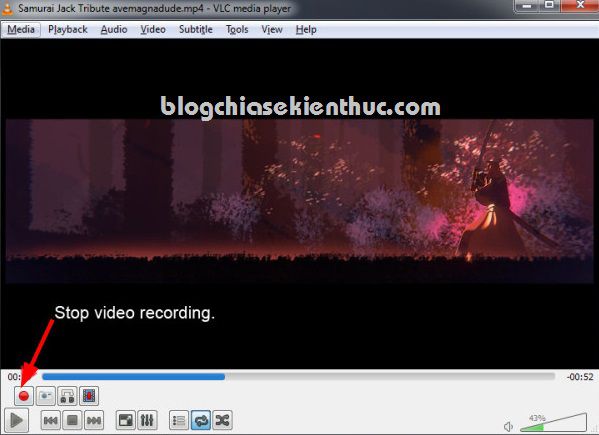 Samurai Jack Tribute avemagnadude.mp4 - VLC media player
Media Playback Audio Video Subtitle Tools View Help
blogchiasekienthuc.com
Stop video recording.
00: -00:52
43%